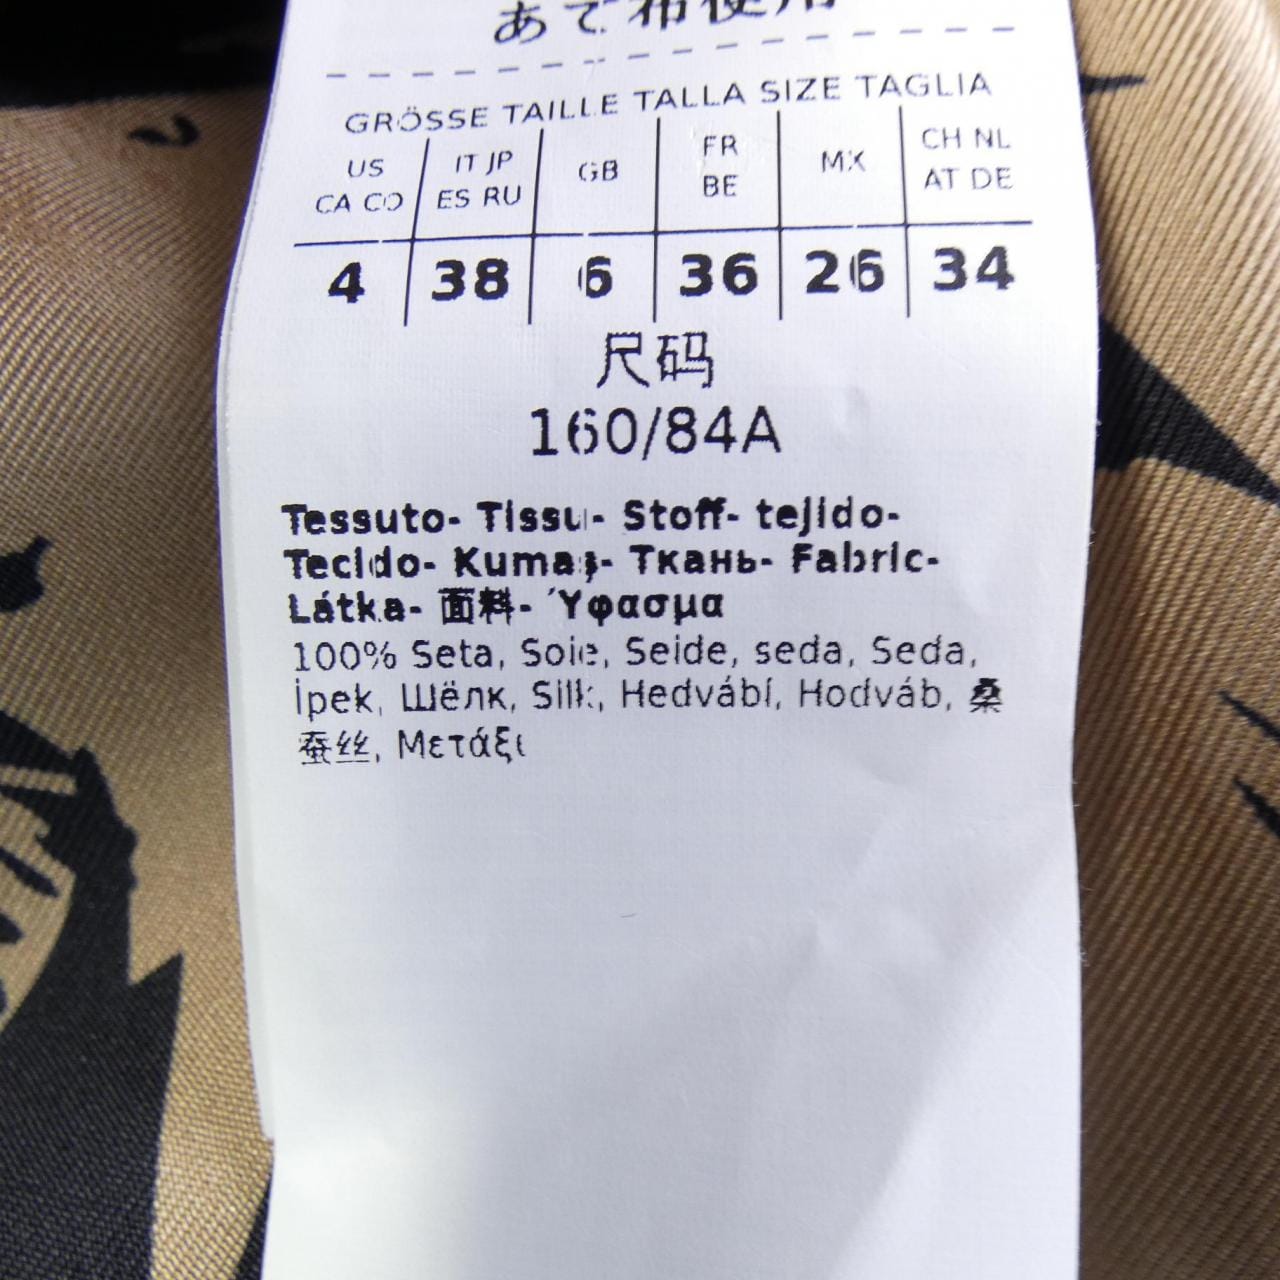 あて布使用
GRÖSSE TAILLE TALLA SIZE TAGLIA
US CA CO
IT JP ES RU
GB
FR BE
MX
CH NL AT DE
4 38 6 36 26 34
尺码
160/84A
Tessuto- Tissu- Stoff- tejido-
Tecido- Kumaş- Ткань- Fabric-
Látka- 面料- Ύφασμα
100% Seta, Soie, Seide, seda, Seda,
İpek, Шёлк, Silk, Hedvábí, Hodváb, 桑
蚕丝, Μετάξι